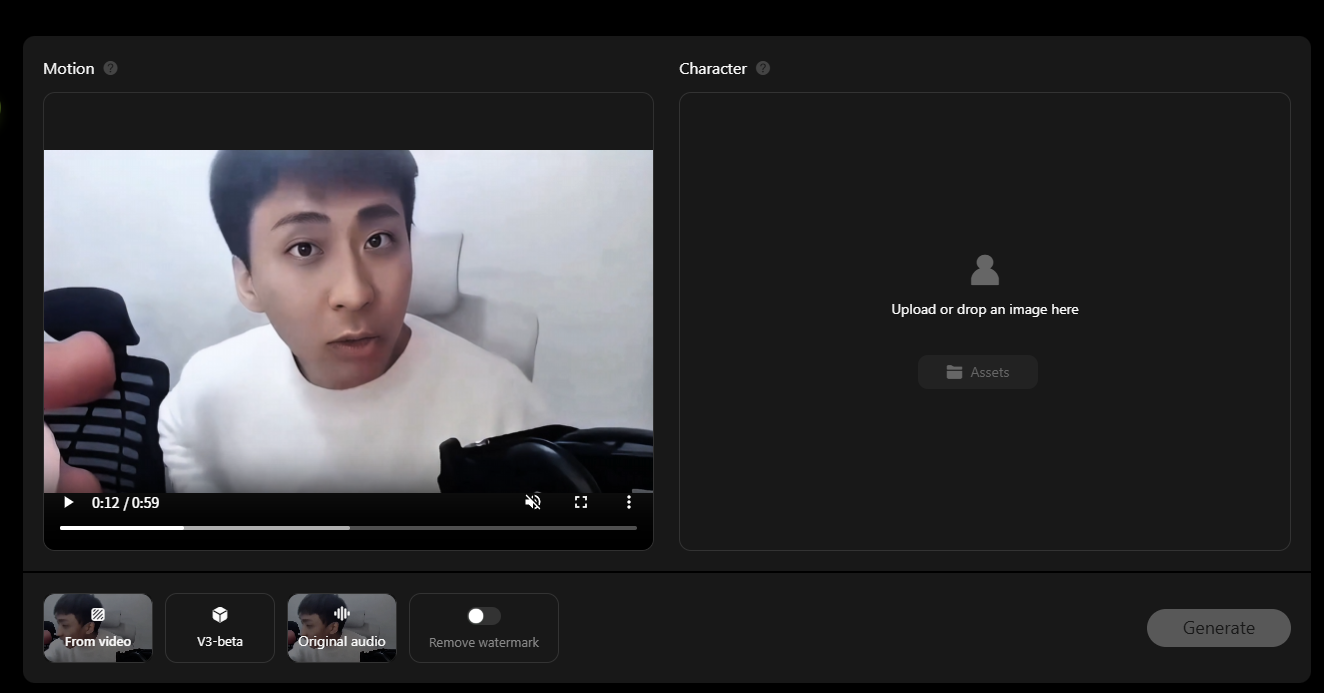 Motion ?
Character ?
Upload or drop an image here
Assets
0:12 / 0:59
From video
V3-beta
Original audio
Remove watermark
Generate